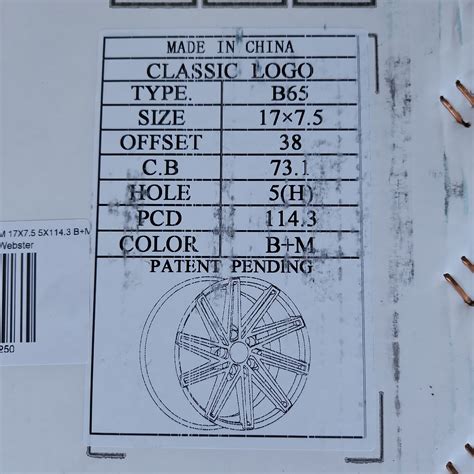 MADE IN CHINA
CLASSIC LOGO
TYPE. B65
SIZE 17×7.5
OFFSET 38
C.B 73.1
HOLE 5(H)
PCD 114.3
COLOR B+M
PATENT PENDING
M 17X7.5 5X114.3 B+M
Webster
250